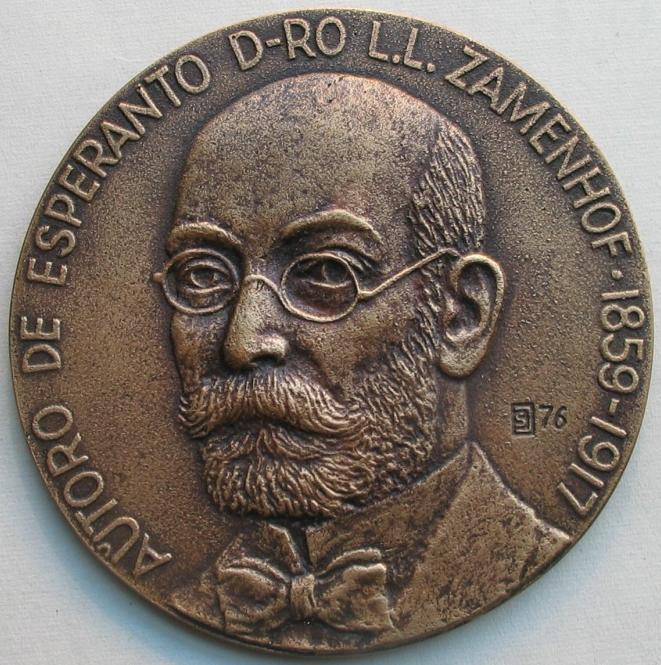 AŬTORO DE ESPERANTO D-RO L.L. ZAMENHOF · 1859-1917
76